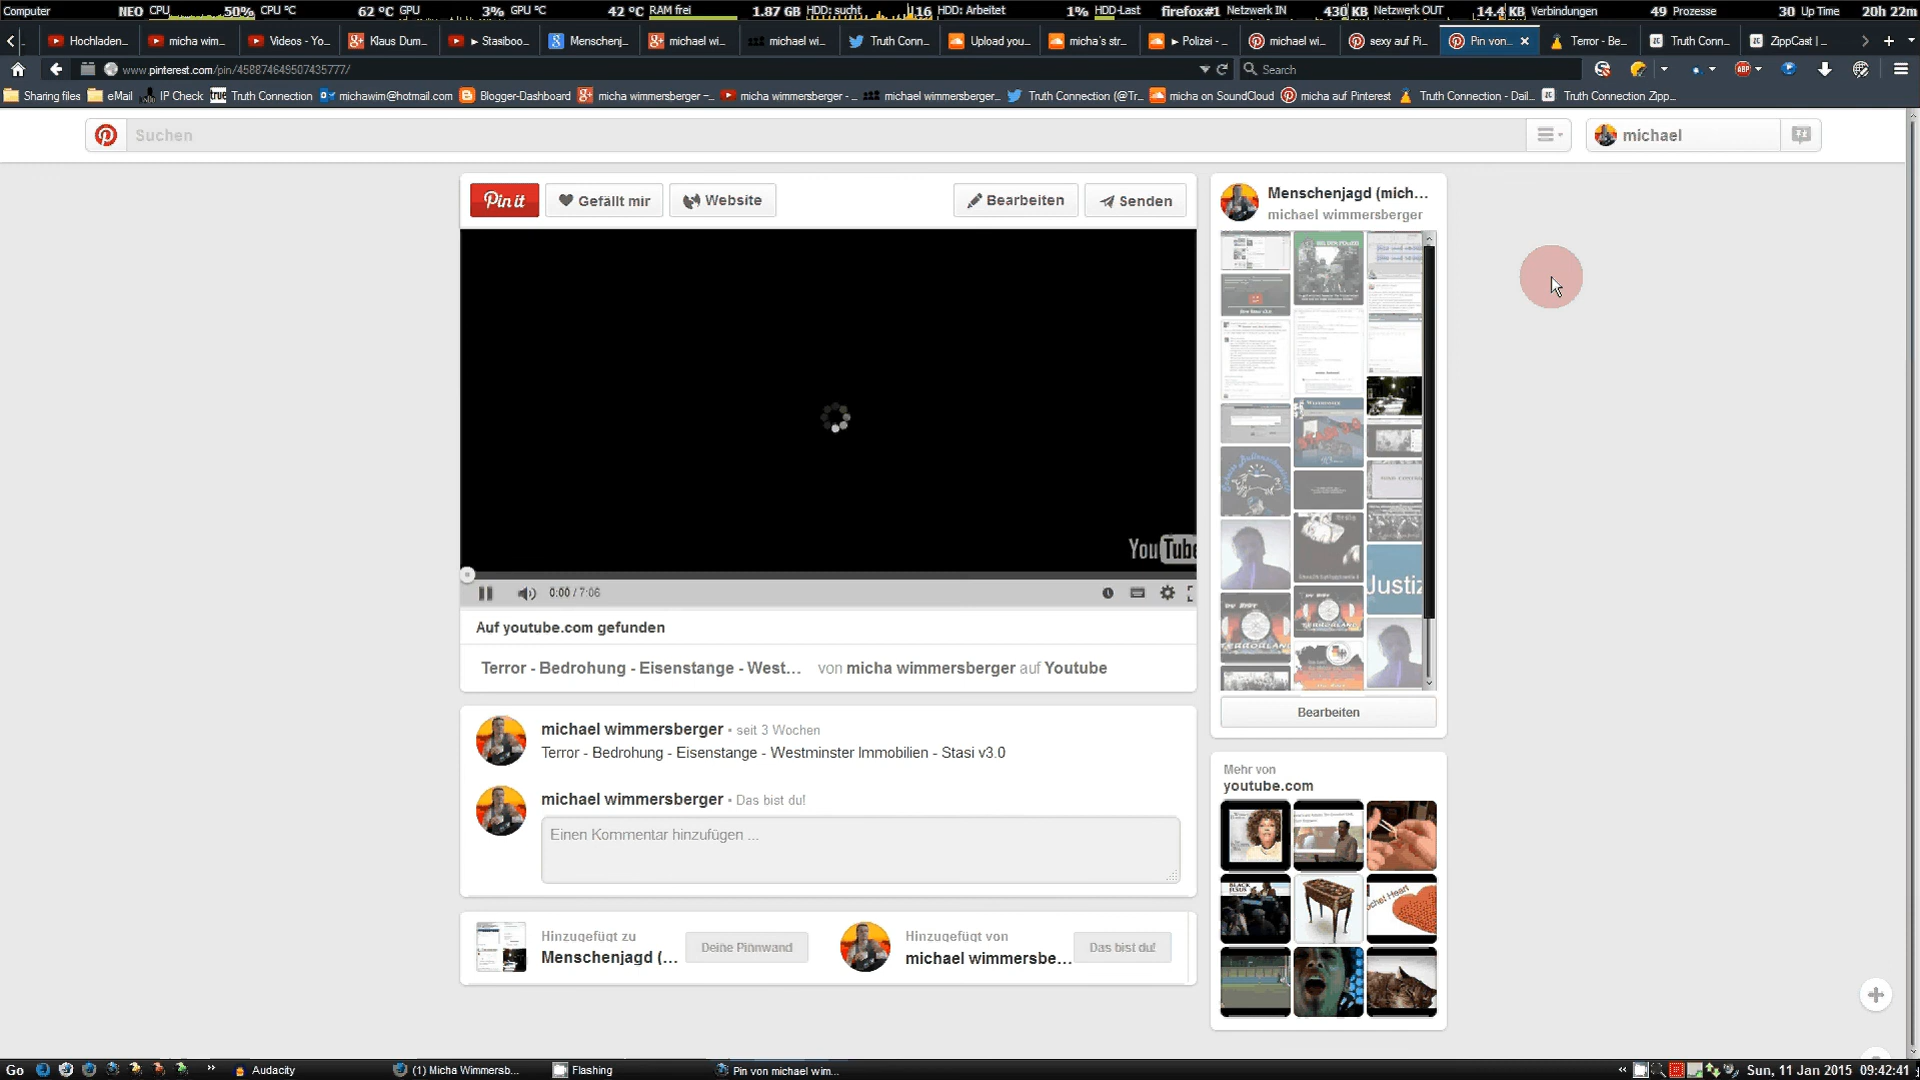 Computer NEO CPU 50% CPU °C 62 °C GPU 3% GPU °C 42 °C RAM frei 1.87 GB HDD: sucht 16 HDD: Arbeitet 1% HDD-Last firefox#1 Netzwerk IN 430 KB Netzwerk OUT 14.4 KB Verbindungen 49 Prozesse 30 Up Time 20h 22m
Hochladen... micha wim... Videos - Yo... Klaus Dum... ► Stasiboo... Menschenj... michael wi... michael wi... Truth Conn... Upload you... micha's str... ► Polizei - ... michael wi... sexy auf Pi... Pin von... Terror - Be... Truth Conn... ZippCast | ...
www.pinterest.com/pin/458874649507435777/ Search
Sharing files eMail IP Check Truth Connection michawim@hotmail.com Blogger-Dashboard micha wimmersberger –... micha wimmersberger - ... michael wimmersberger... Truth Connection (@Tr... micha on SoundCloud micha auf Pinterest Truth Connection - Dail... Truth Connection Zipp...
Suchen michael
Pin it Gefällt mir Website Bearbeiten Senden
Menschenjagd (mich...
michael wimmersberger
STASI 3.0
Justiz
YouTube
0:00 / 7:06
Auf youtube.com gefunden
Terror - Bedrohung - Eisenstange - West... von micha wimmersberger auf Youtube
Bearbeiten
michael wimmersberger • seit 3 Wochen
Terror - Bedrohung - Eisenstange - Westminster Immobilien - Stasi v3.0
Mehr von
youtube.com
michael wimmersberger • Das bist du!
Einen Kommentar hinzufügen ...
BLACK JESUS
ochet Heart
Hinzugefügt zu
Menschenjagd (... Deine Pinnwand
Hinzugefügt von
michael wimmersbe... Das bist du!
Go Audacity (1) Micha Wimmersb... Flashing Pin von michael wim... Sun, 11 Jan 2015 09:42:41